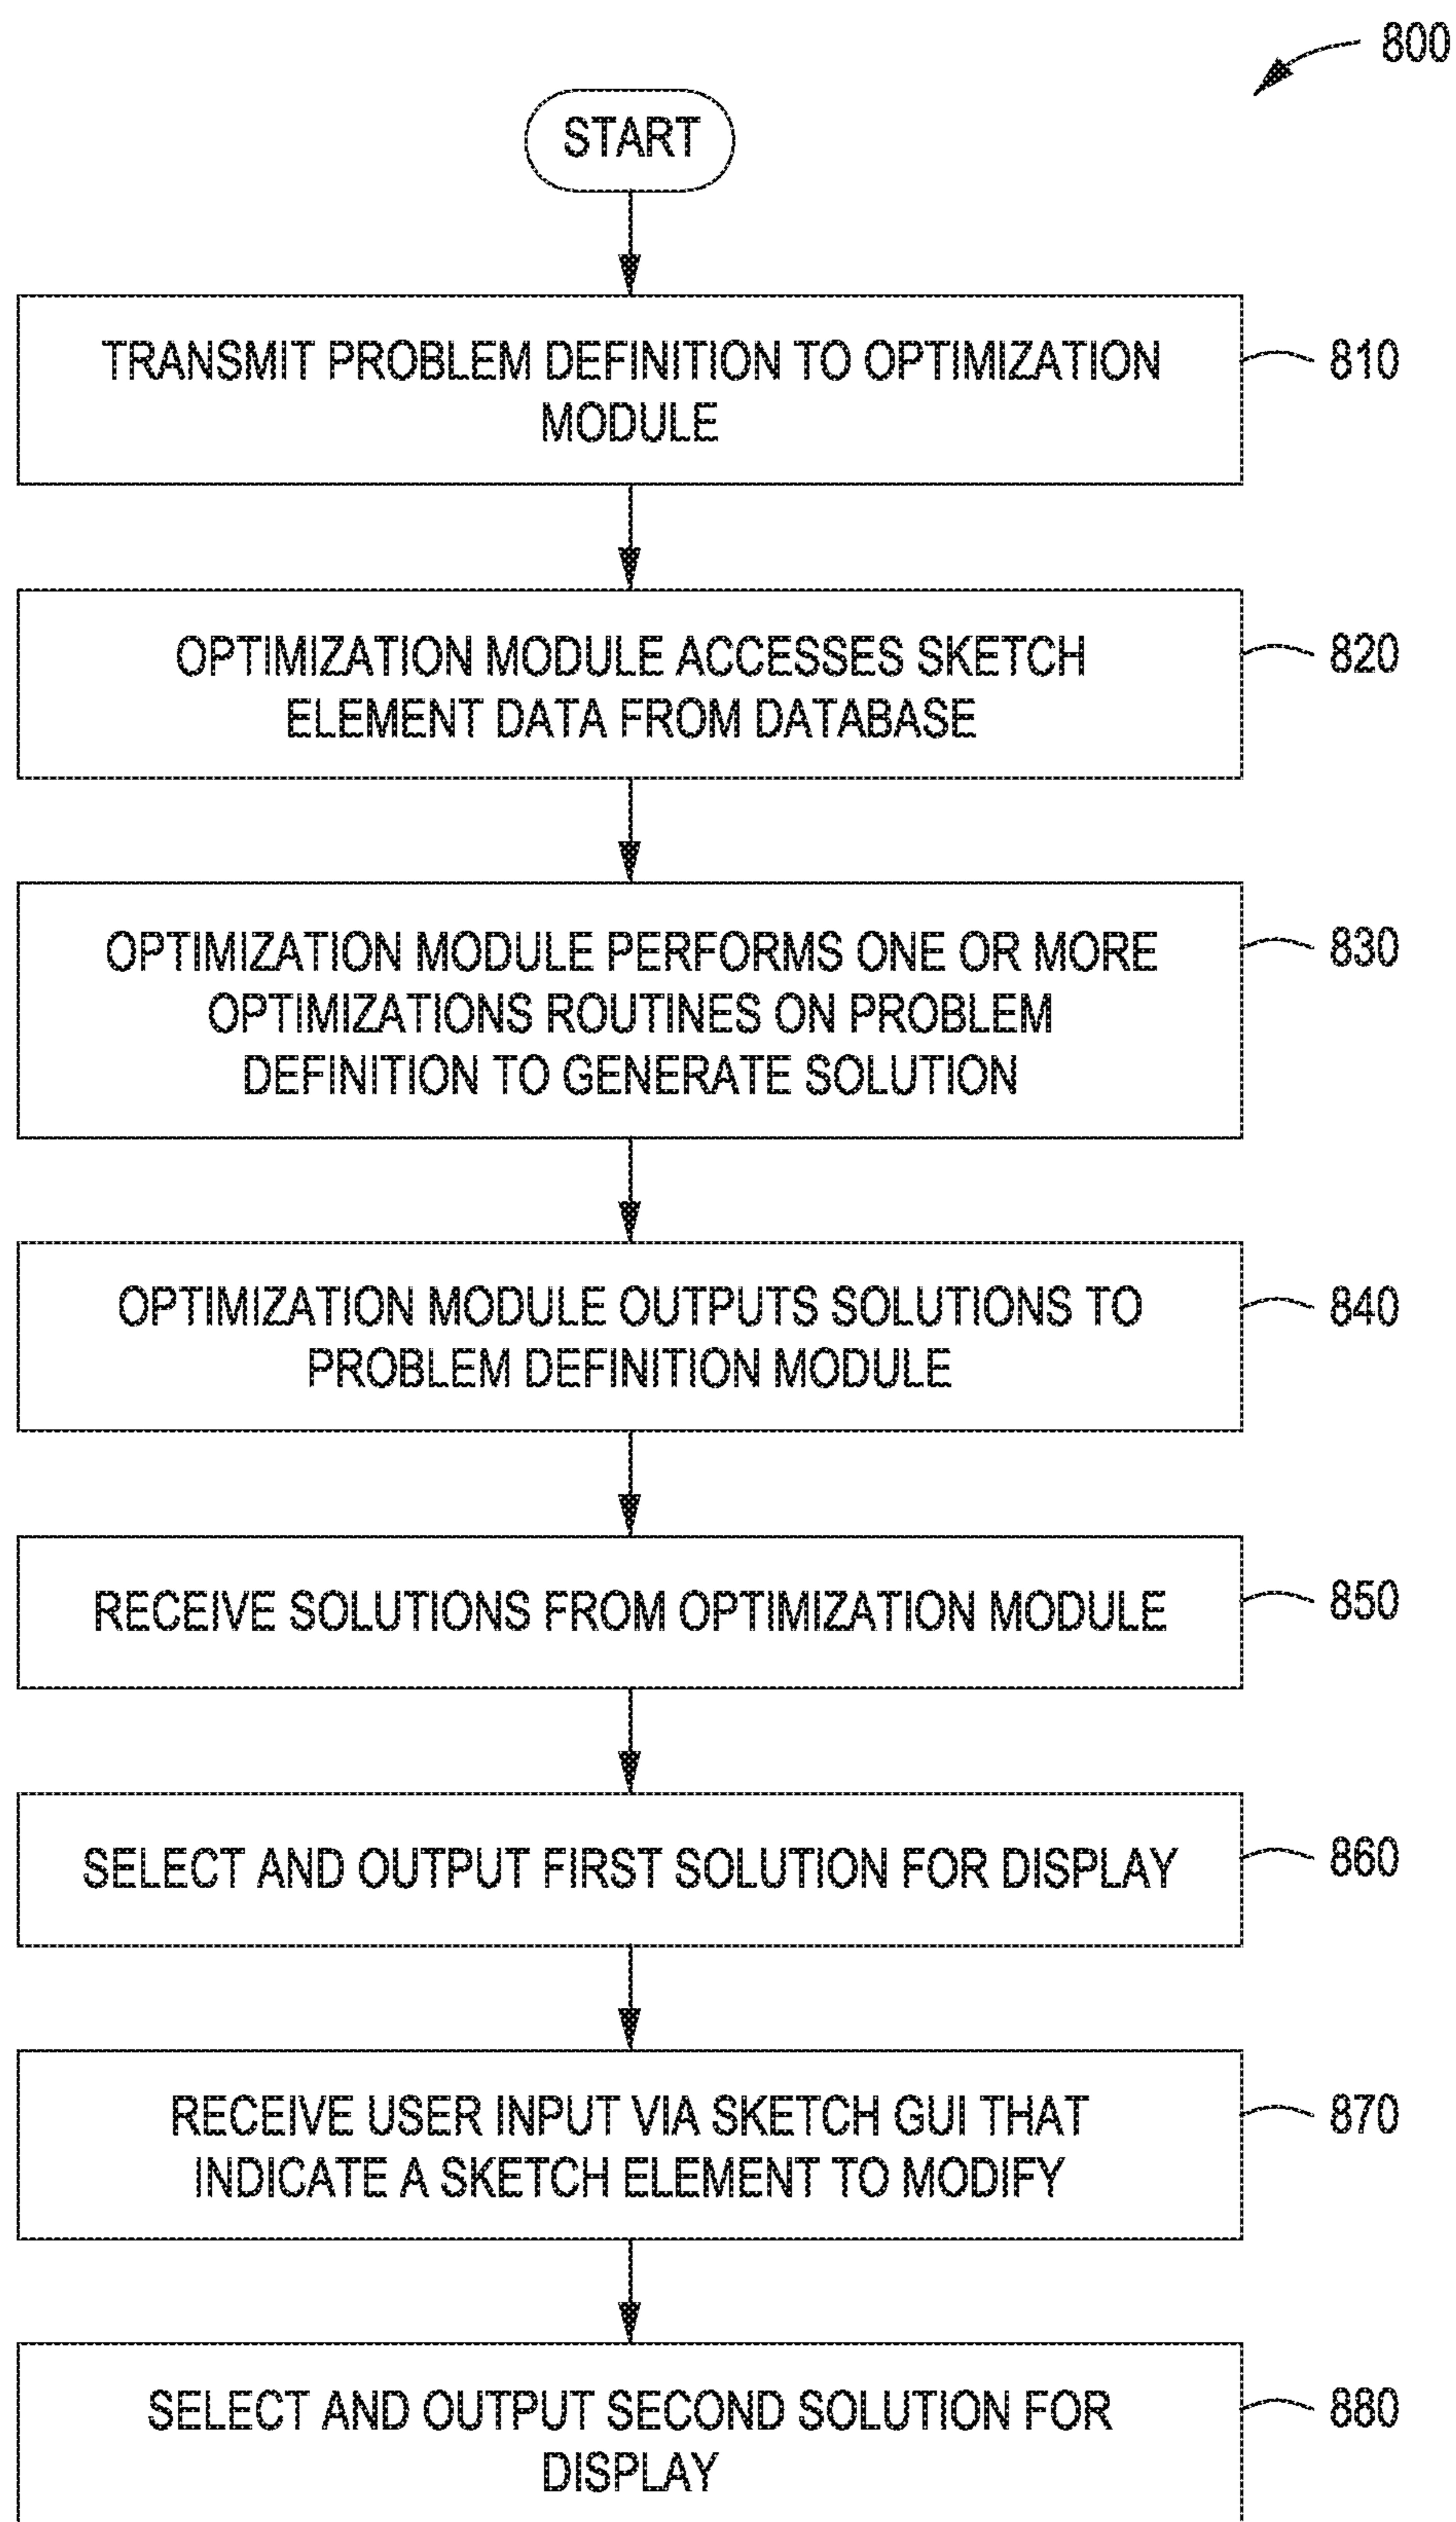 800
START
TRANSMIT PROBLEM DEFINITION TO OPTIMIZATION
MODULE
810
OPTIMIZATION MODULE ACCESSES SKETCH
ELEMENT DATA FROM DATABASE
820
OPTIMIZATION MODULE PERFORMS ONE OR MORE
OPTIMIZATIONS ROUTINES ON PROBLEM
DEFINITION TO GENERATE SOLUTION
830
OPTIMIZATION MODULE OUTPUTS SOLUTIONS TO
PROBLEM DEFINITION MODULE
840
RECEIVE SOLUTIONS FROM OPTIMIZATION MODULE
850
SELECT AND OUTPUT FIRST SOLUTION FOR DISPLAY
860
RECEIVE USER INPUT VIA SKETCH GUI THAT
INDICATE A SKETCH ELEMENT TO MODIFY
870
SELECT AND OUTPUT SECOND SOLUTION FOR
DISPLAY
880